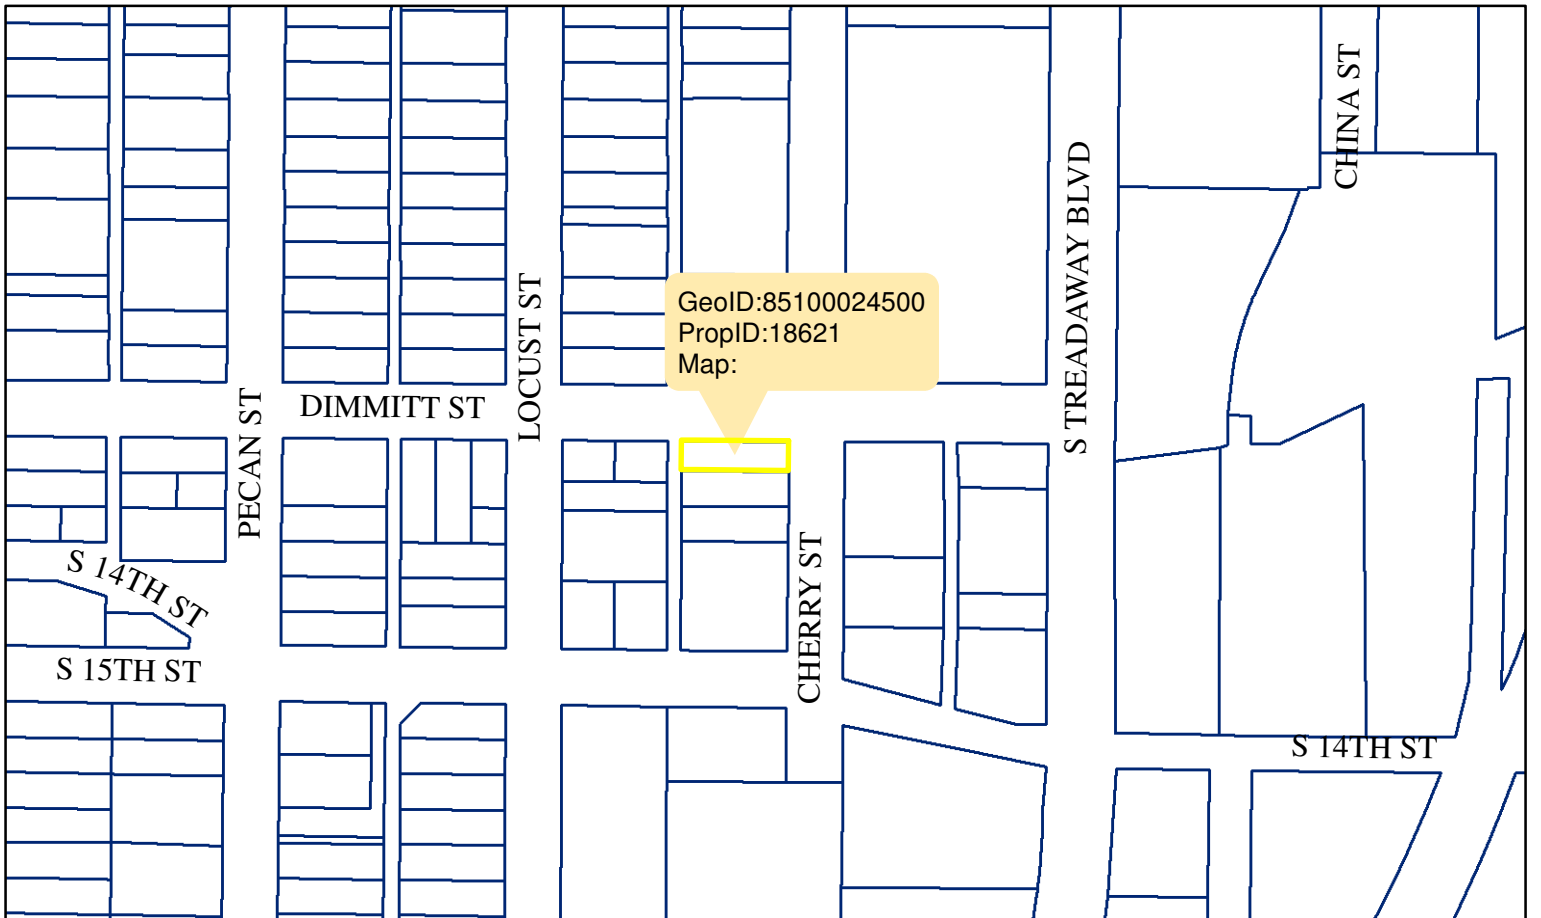 CHINA ST
S TREADAWAY BLVD
GeoID:85100024500
PropID:18621
Map:
LOCUST ST
DIMMITT ST
PECAN ST
CHERRY ST
S 14TH ST
S 15TH ST
S 14TH ST